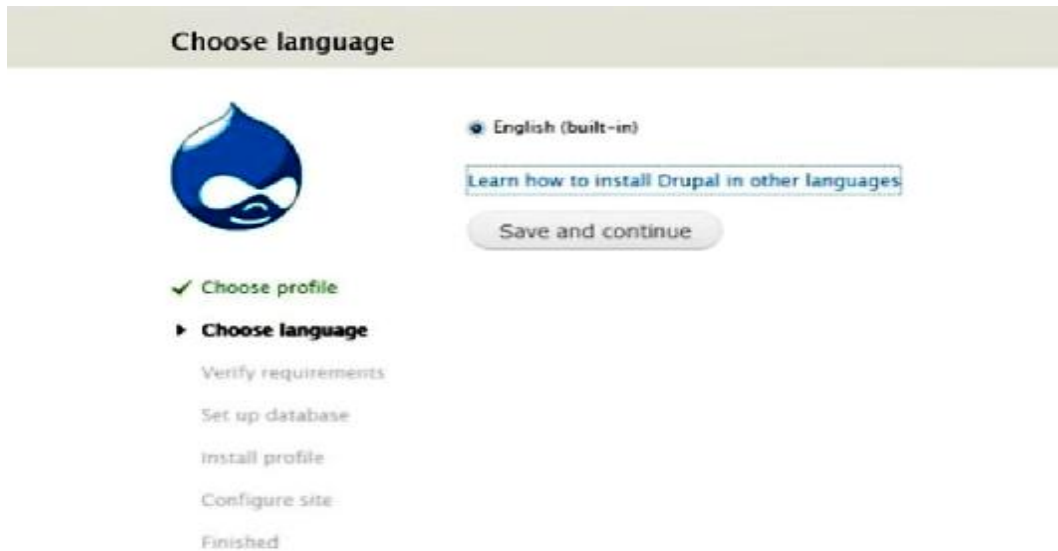 Choose language
English (built-in)
Learn how to install Drupal in other languages
Save and continue
Choose profile
Choose language
Verify requirements
Set up database
Install profile
Configure site
Finished